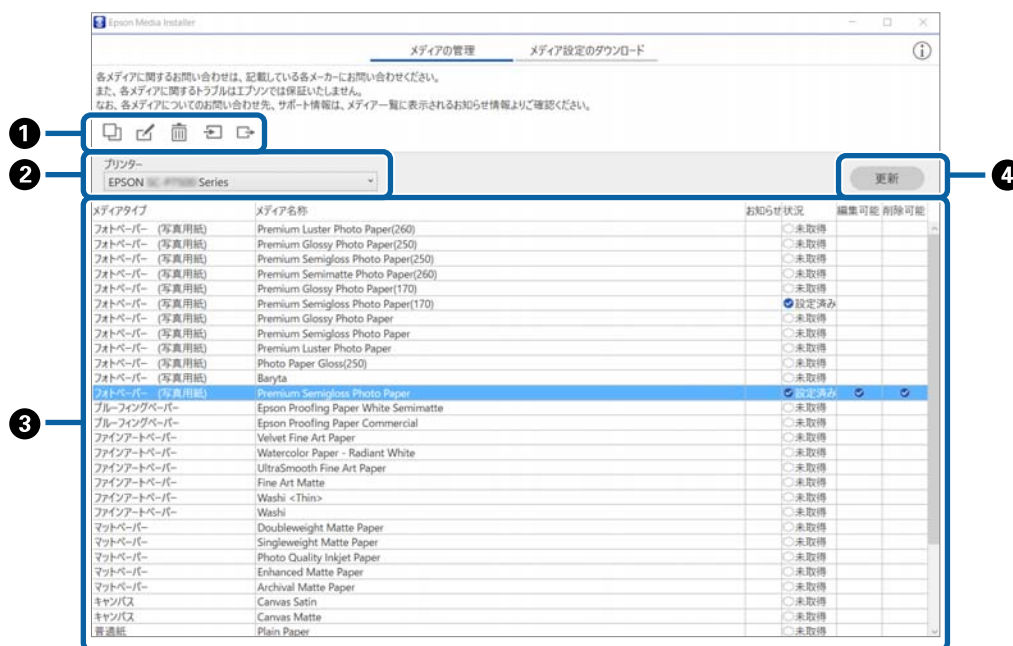 Epson Media Installer
メディアの管理 メディア設定のダウンロード
各メディアに関するお問い合わせは、記載している各メーカーにお問い合わせください。
また、各メディアに関するトラブルはエプソンでは保証いたしません。
なお、各メディアについてのお問い合わせ先、サポート情報は、メディア一覧に表示されるお知らせ情報よりご確認ください。
1
2 プリンター
EPSON Series 更新 4
メディアタイプ メディア名称 お知らせ 状況 編集可能 削除可能
フォトペーパー (写真用紙) Premium Luster Photo Paper(260) 未取得
フォトペーパー (写真用紙) Premium Glossy Photo Paper(250) 未取得
フォトペーパー (写真用紙) Premium Semigloss Photo Paper(250) 未取得
フォトペーパー (写真用紙) Premium Semimatte Photo Paper(260) 未取得
フォトペーパー (写真用紙) Premium Glossy Photo Paper(170) 未取得
フォトペーパー (写真用紙) Premium Semigloss Photo Paper(170) 設定済み
フォトペーパー (写真用紙) Premium Glossy Photo Paper 未取得
フォトペーパー (写真用紙) Premium Semigloss Photo Paper 未取得
フォトペーパー (写真用紙) Premium Luster Photo Paper 未取得
フォトペーパー (写真用紙) Photo Paper Gloss(250) 未取得
フォトペーパー (写真用紙) Baryta 未取得
フォトペーパー (写真用紙) Premium Semigloss Photo Paper 設定済み
プルーフィングペーパー Epson Proofing Paper White Semimatte 未取得
3 プルーフィングペーパー Epson Proofing Paper Commercial 未取得
ファインアートペーパー Velvet Fine Art Paper 未取得
ファインアートペーパー Watercolor Paper - Radiant White 未取得
ファインアートペーパー UltraSmooth Fine Art Paper 未取得
ファインアートペーパー Fine Art Matte 未取得
ファインアートペーパー Washi <Thin> 未取得
ファインアートペーパー Washi 未取得
マットペーパー Doubleweight Matte Paper 未取得
マットペーパー Singleweight Matte Paper 未取得
マットペーパー Photo Quality Inkjet Paper 未取得
マットペーパー Enhanced Matte Paper 未取得
マットペーパー Archival Matte Paper 未取得
キャンバス Canvas Satin 未取得
キャンバス Canvas Matte 未取得
普通紙 Plain Paper 未取得